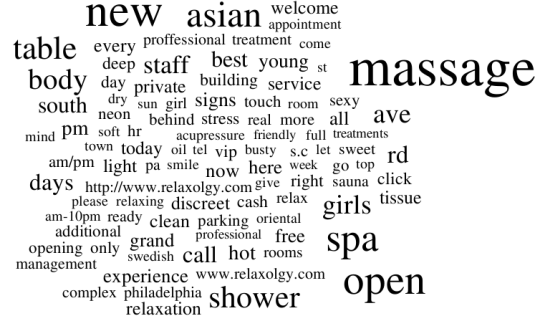 new asian welcome
appointment
table every proffessional treatment come
deep staff best young st
body day private building service
massage
south dry sun girl signs touch room sexy
neon behind stress real more all ave
mind pm soft hr acupressure friendly full treatments
town today oil tel vip busty s.c let sweet rd
am/pm light pa smile now here week go top
days http://www.relaxolgy.com give right sauna click
please relaxing discreet cash relax girls tissue
am-10pm ready clean parking oriental
additional grand professional free spa
opening only swedish call hot rooms
management
experience www.relaxolgy.com open
complex philadelphia shower
relaxation